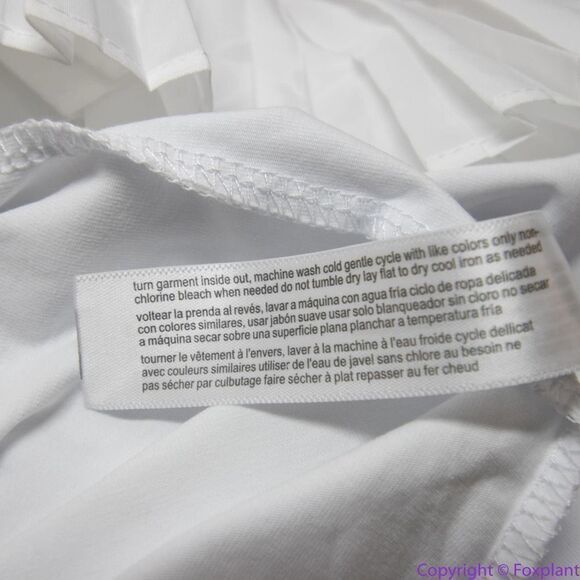 turn garment inside out, machine wash cold gentle cycle with like colors only non-
chlorine bleach when needed do not tumble dry lay flat to dry cool iron as needed
voltear la prenda al revés, lavar a máquina con agua fría ciclo de ropa delicada
con colores similares, usar jabón suave usar solo blanqueador sin cloro no secar
a máquina secar sobre una superficie plana planchar a temperatura fría
tourner le vêtement à l'envers, laver à la machine à l'eau froide cycle dellicat
avec couleurs similaires utiliser de l'eau de javel sans chlore au besoin ne
pas sécher par culbutage faire sécher à plat repasser au fer cheud
Copyright © Foxplant